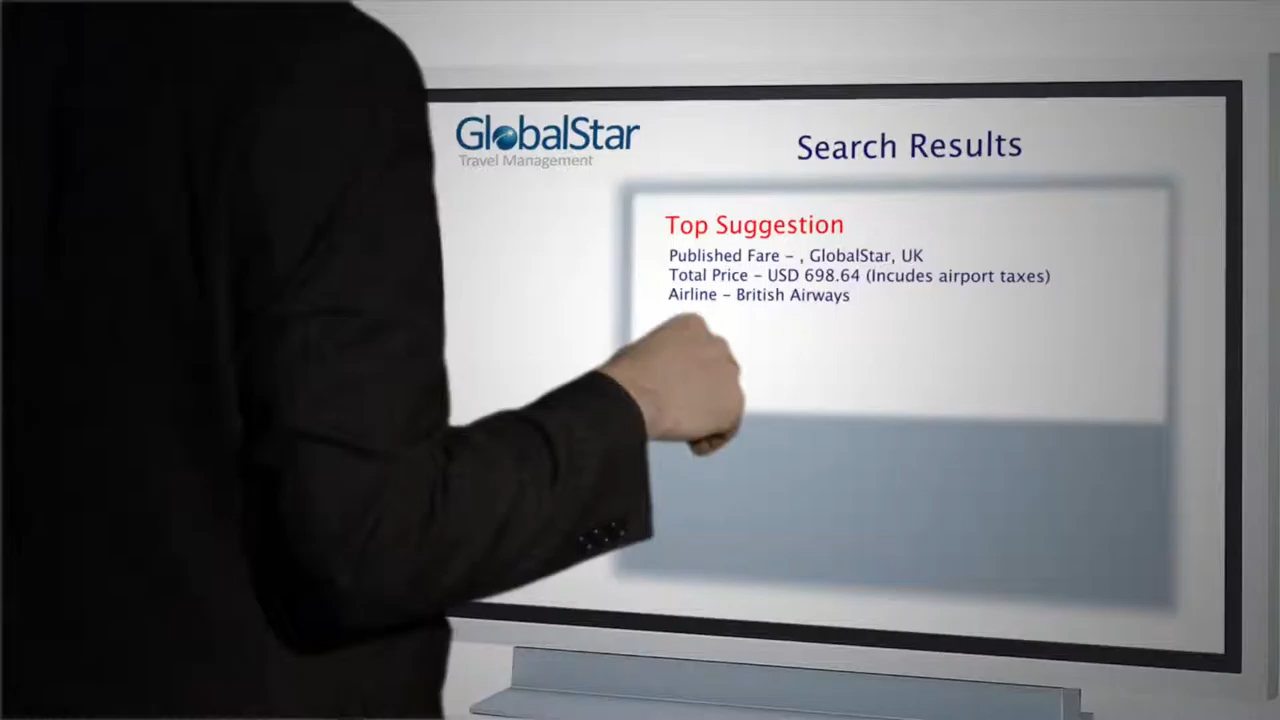 GlobalStar
Travel Management
Search Results
Top Suggestion
Published Fare – , GlobalStar, UK
Total Price – USD 698.64 (Incudes airport taxes)
Airline – British Airways